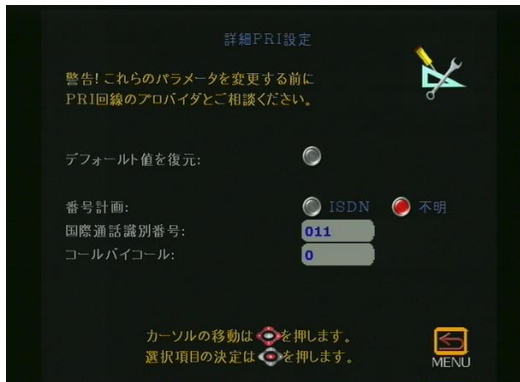 詳細PRI設定
警告! これらのパラメータを変更する前に
PRI回線のプロバイダとご相談ください。
デフォールト値を復元:
番号計画: ISDN 不明
国際通話識別番号: 011
コールバイコール: 0
カーソルの移動はを押します。
選択項目の決定はを押します。
MENU